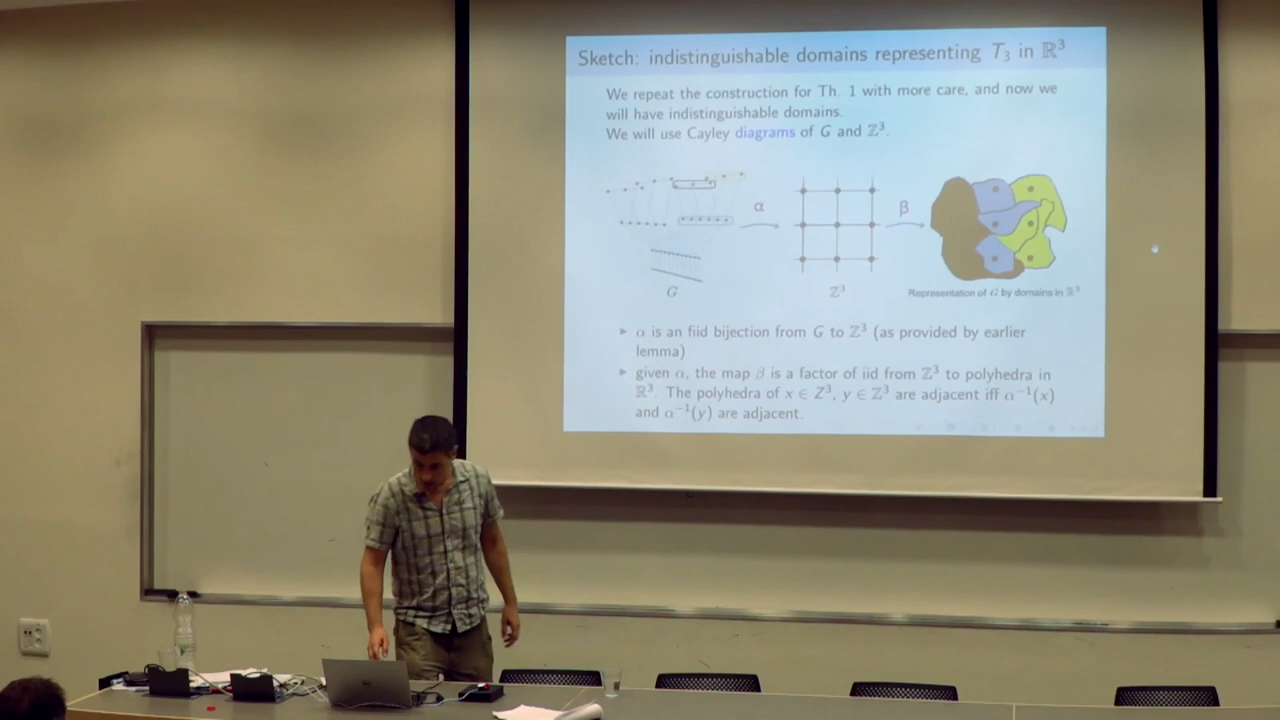 Sketch: indistinguishable domains representing T₃ in ℝ³
We repeat the construction for Th. 1 with more care, and now we
will have indistinguishable domains.
We will use Cayley diagrams of G and ℤ³.
α
β
G
ℤ³
Representation of G by domains in ℝ³
▸ α is an fiid bijection from G to ℤ³ (as provided by earlier
lemma)
▸ given α, the map β is a factor of iid from ℤ³ to polyhedra in
ℝ³. The polyhedra of x ∈ Z³, y ∈ ℤ³ are adjacent iff α⁻¹(x)
and α⁻¹(y) are adjacent.